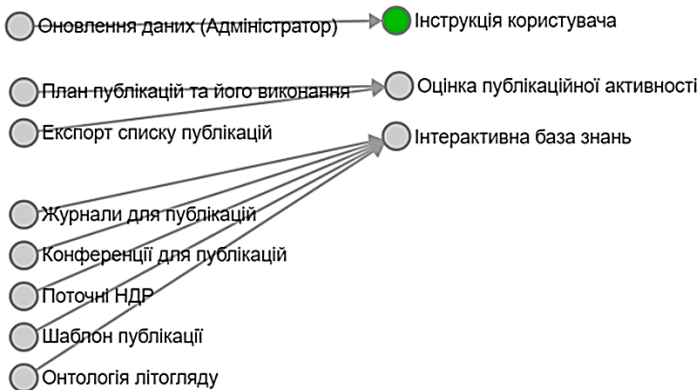 Оновлення даних (Адміністратор)
Інструкція користувача
План публікацій та його виконання
Оцінка публікаційної активності
Експорт списку публікацій
Інтерактивна база знань
Журнали для публікацій
Конференції для публікацій
Поточні НДР
Шаблон публікації
Онтологія літогляду